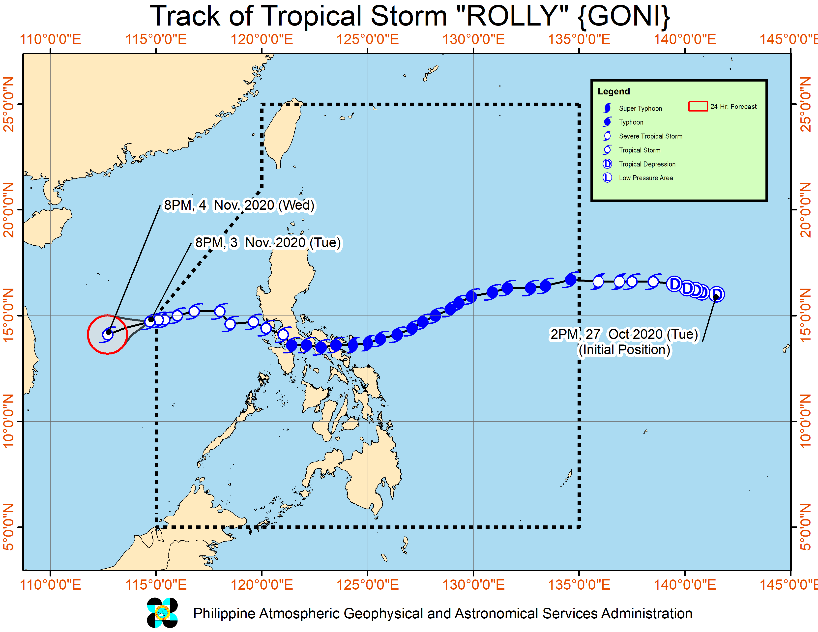 Track of Tropical Storm "ROLLY" {GONI}
110°0'0"E 115°0'0"E 120°0'0"E 125°0'0"E 130°0'0"E 135°0'0"E 140°0'0"E 145°0'0"E
25°0'0"N 25°0'0"N
Legend
Super Typhoon 24 Hr. Forecast
Typhoon
Severe Tropical Storm
Tropical Storm
D Tropical Depression
L Low Pressure Area
20°0'0"N 20°0'0"N
8PM, 4 Nov. 2020 (Wed)
8PM, 3 Nov. 2020 (Tue)
15°0'0"N 15°0'0"N
D D D D
2PM, 27 Oct 2020 (Tue)
(Initial Position)
10°0'0"N 10°0'0"N
5°0'0"N 5°0'0"N
110°0'0"E 115°0'0"E 120°0'0"E 125°0'0"E 130°0'0"E 135°0'0"E 140°0'0"E 145°0'0"E
Philippine Atmospheric Geophysical and Astronomical Services Administration